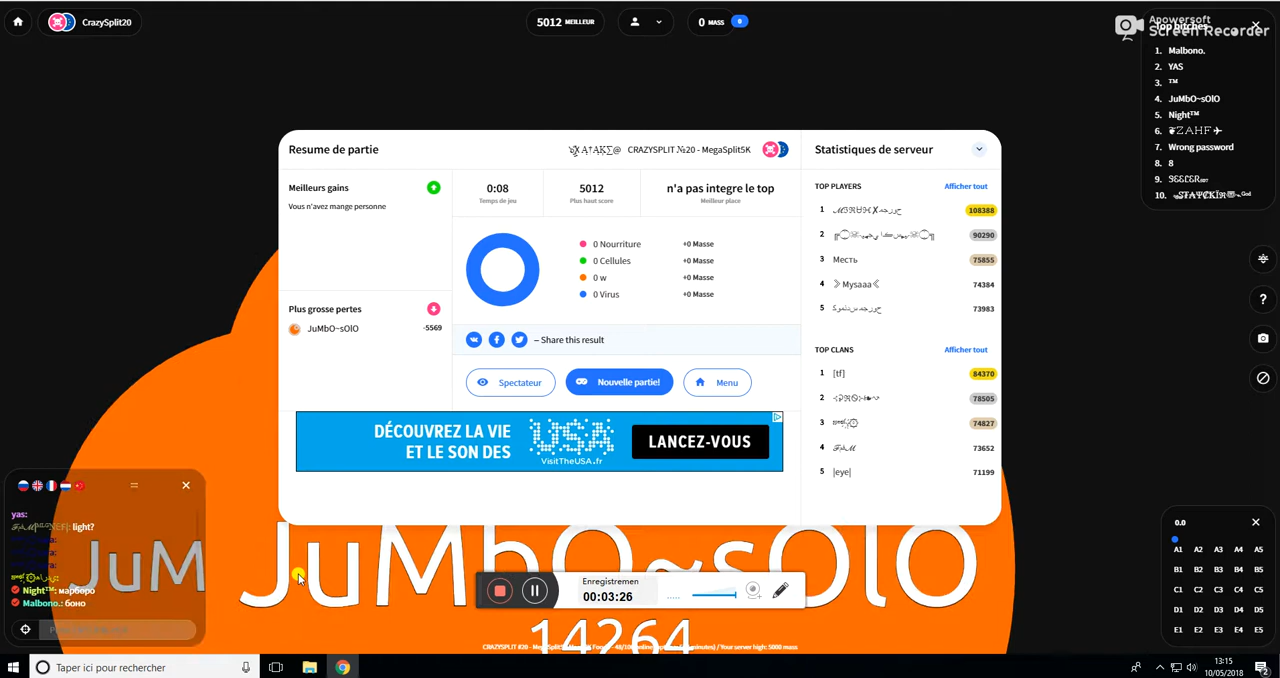 CrazySplit20
5012 MEILLEUR
0 MASS
0
Apowersoft
Screen Recorder
1. Malbono.
2. YAS
3. ™
4. JuMbO~sOlO
5. Night™
6. ❦ZAHF✈
7. Wrong password
8. 8
9.
10.
Resume de partie
CRAZYSPLIT №20 - MegaSplit5K
Statistiques de serveur
Meilleurs gains
Vous n'avez mange personne
0:08
Temps de jeu
5012
Plus haut score
n'a pas integre le top
Meilleur place
0 Nourriture +0 Masse
0 Cellules +0 Masse
0 w +0 Masse
0 Virus +0 Masse
Plus grosse pertes
JuMbO~sOlO -5569
– Share this result
Spectateur
Nouvelle partie!
Menu
DÉCOUVREZ LA VIE
ET LE SON DES
USA
VisitTheUSA.fr
LANCEZ-VOUS
TOP PLAYERS Afficher tout
1 108388
2 90290
3 Месть 75855
4 》Mysaaa《 74384
5 73983
TOP CLANS Afficher tout
1 [tf] 84370
2 78505
3 74827
4 73652
5 |eye| 71199
yas:
light?
Night™: марборо
Malbono.: боно
JuM
JuMbO~sOlO
14264
Enregistremen
00:03:26
0.0
A1 A2 A3 A4 A5
B1 B2 B3 B4 B5
C1 C2 C3 C4 C5
D1 D2 D3 D4 D5
E1 E2 E3 E4 E5
Taper ici pour rechercher
13:15
10/05/2018
2